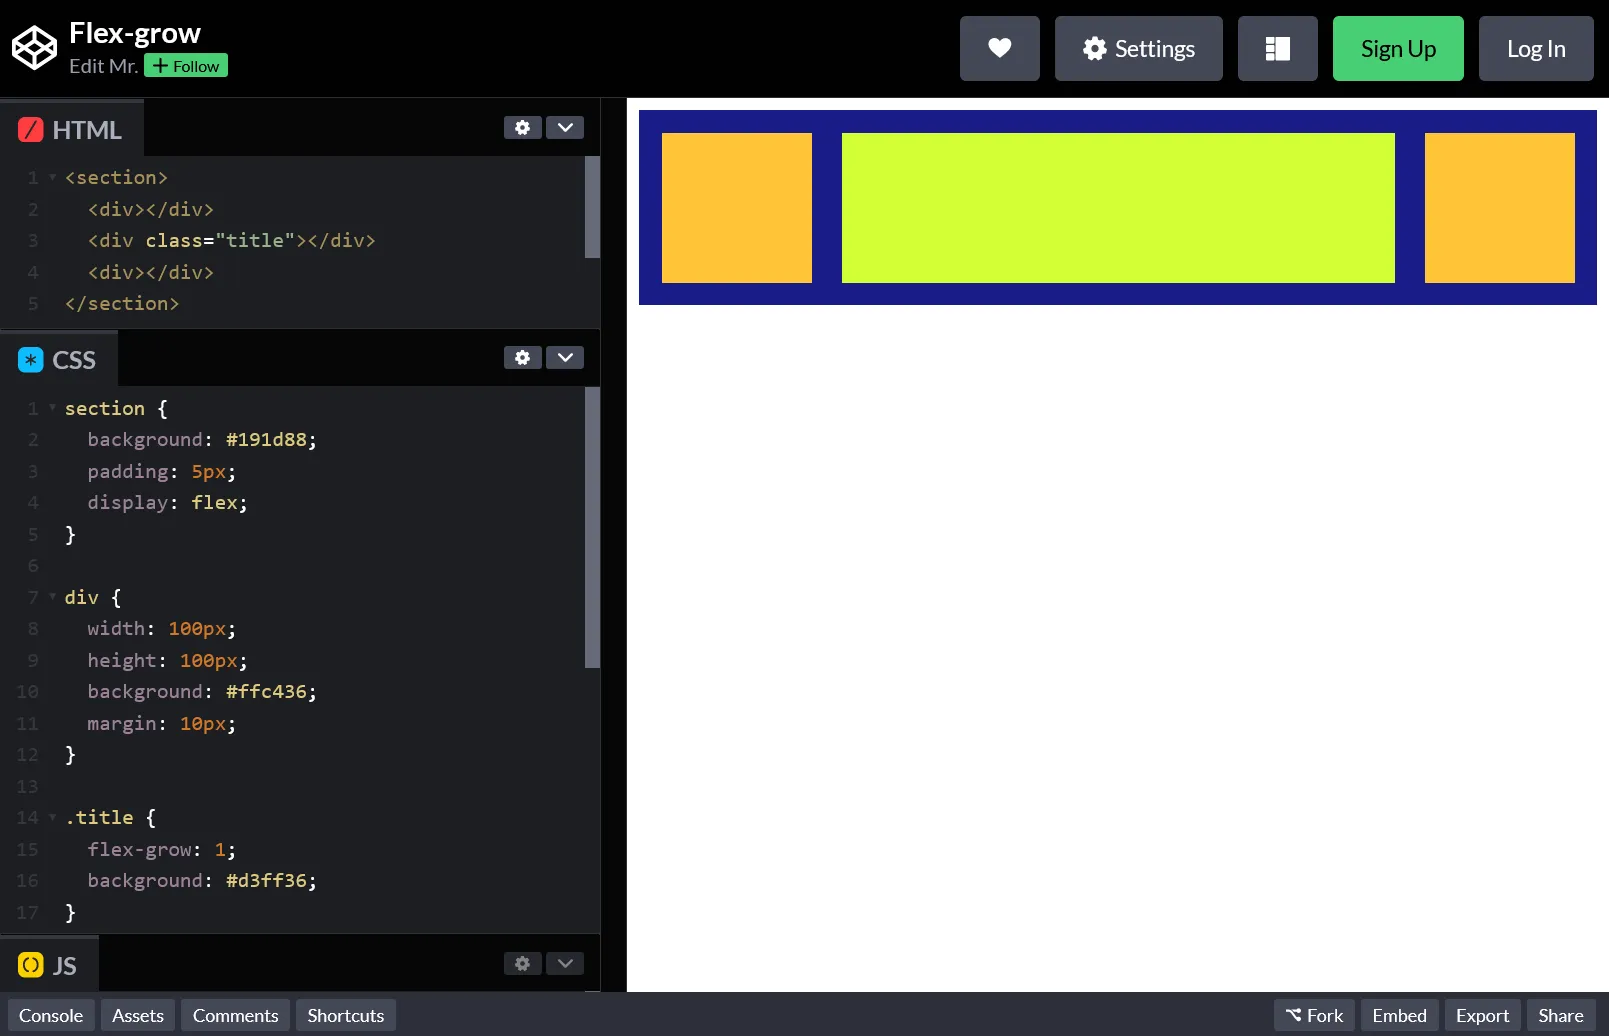 Flex-grow
Edit Mr. + Follow
Settings
Sign Up
Log In
HTML
1 <section>
2 <div></div>
3 <div class="title"></div>
4 <div></div>
5 </section>
CSS
1 section {
2 background: #191d88;
3 padding: 5px;
4 display: flex;
5 }
6
7 div {
8 width: 100px;
9 height: 100px;
10 background: #ffc436;
11 margin: 10px;
12 }
13
14 .title {
15 flex-grow: 1;
16 background: #d3ff36;
17 }
JS
Console Assets Comments Shortcuts
Fork Embed Export Share